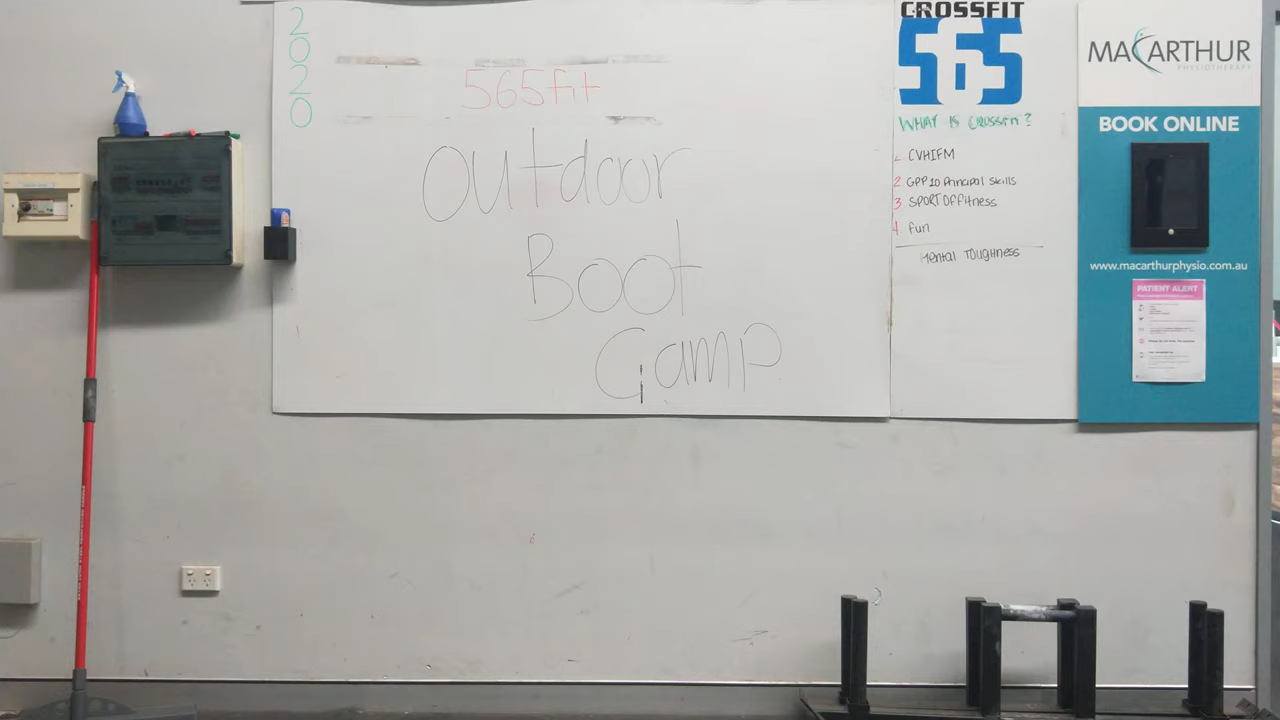 2
0
2
0
565fit
Outdoor
Boot
Camp
CROSSFIT
565
WHAT IS CROSSFIT?
1. CVHIFM
2. GPP 10 Principal Skills
3. SPORT OF fitness
4. fun
Mental Toughness
MACARTHUR
PHYSIOTHERAPY
BOOK ONLINE
www.macarthurphysio.com.au
PATIENT ALERT